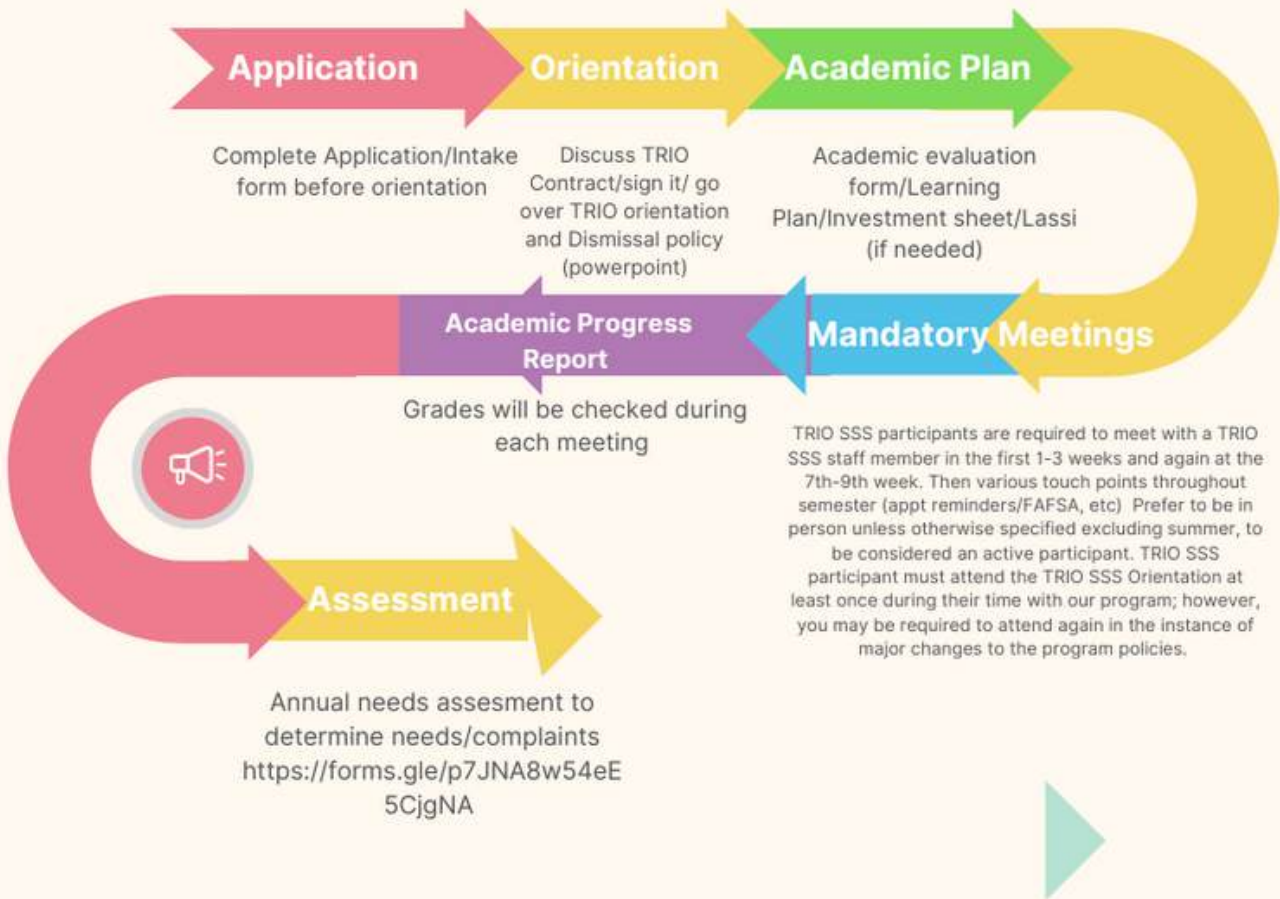 Application
Orientation
Academic Plan
Complete Application/Intake
form before orientation
Discuss TRIO
Contract/sign it/ go
over TRIO orientation
and Dismissal policy
(powerpoint)
Academic evaluation
form/Learning
Plan/Investment sheet/Lassi
(if needed)
Mandatory Meetings
TRIO SSS participants are required to meet with a TRIO
SSS staff member in the first 1-3 weeks and again at the
7th-9th week. Then various touch points throughout
semester (appt reminders/FAFSA, etc)  Prefer to be in
person unless otherwise specified excluding summer, to
be considered an active participant. TRIO SSS
participant must attend the TRIO SSS Orientation at
least once during their time with our program; however,
you may be required to attend again in the instance of
major changes to the program policies.
Academic Progress
Report
Grades will be checked during
each meeting
Assessment
Annual needs assesment to
determine needs/complaints
https://forms.gle/p7JNA8w54eE
5CjgNA